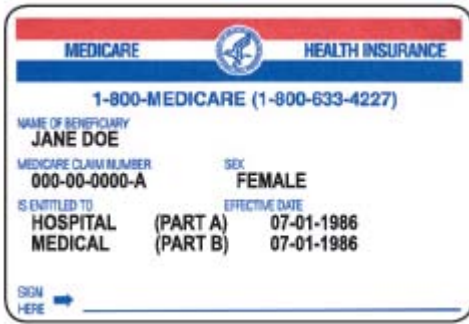 MEDICARE HEALTH INSURANCE
1-800-MEDICARE (1-800-633-4227)
NAME OF BENEFICIARY
JANE DOE
MEDICARE CLAIM NUMBER SEX
000-00-0000-A FEMALE
IS ENTITLED TO EFFECTIVE DATE
HOSPITAL (PART A) 07-01-1986
MEDICAL (PART B) 07-01-1986
SIGN
HERE